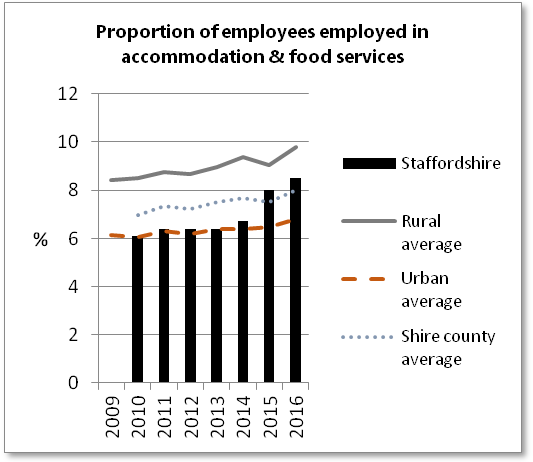 Proportion of employees employed in
accommodation & food services
12
10
8
6
4
2
0
%
2009
2010
2011
2012
2013
2014
2015
2016
Staffordshire
Rural
average
Urban
average
Shire county
average